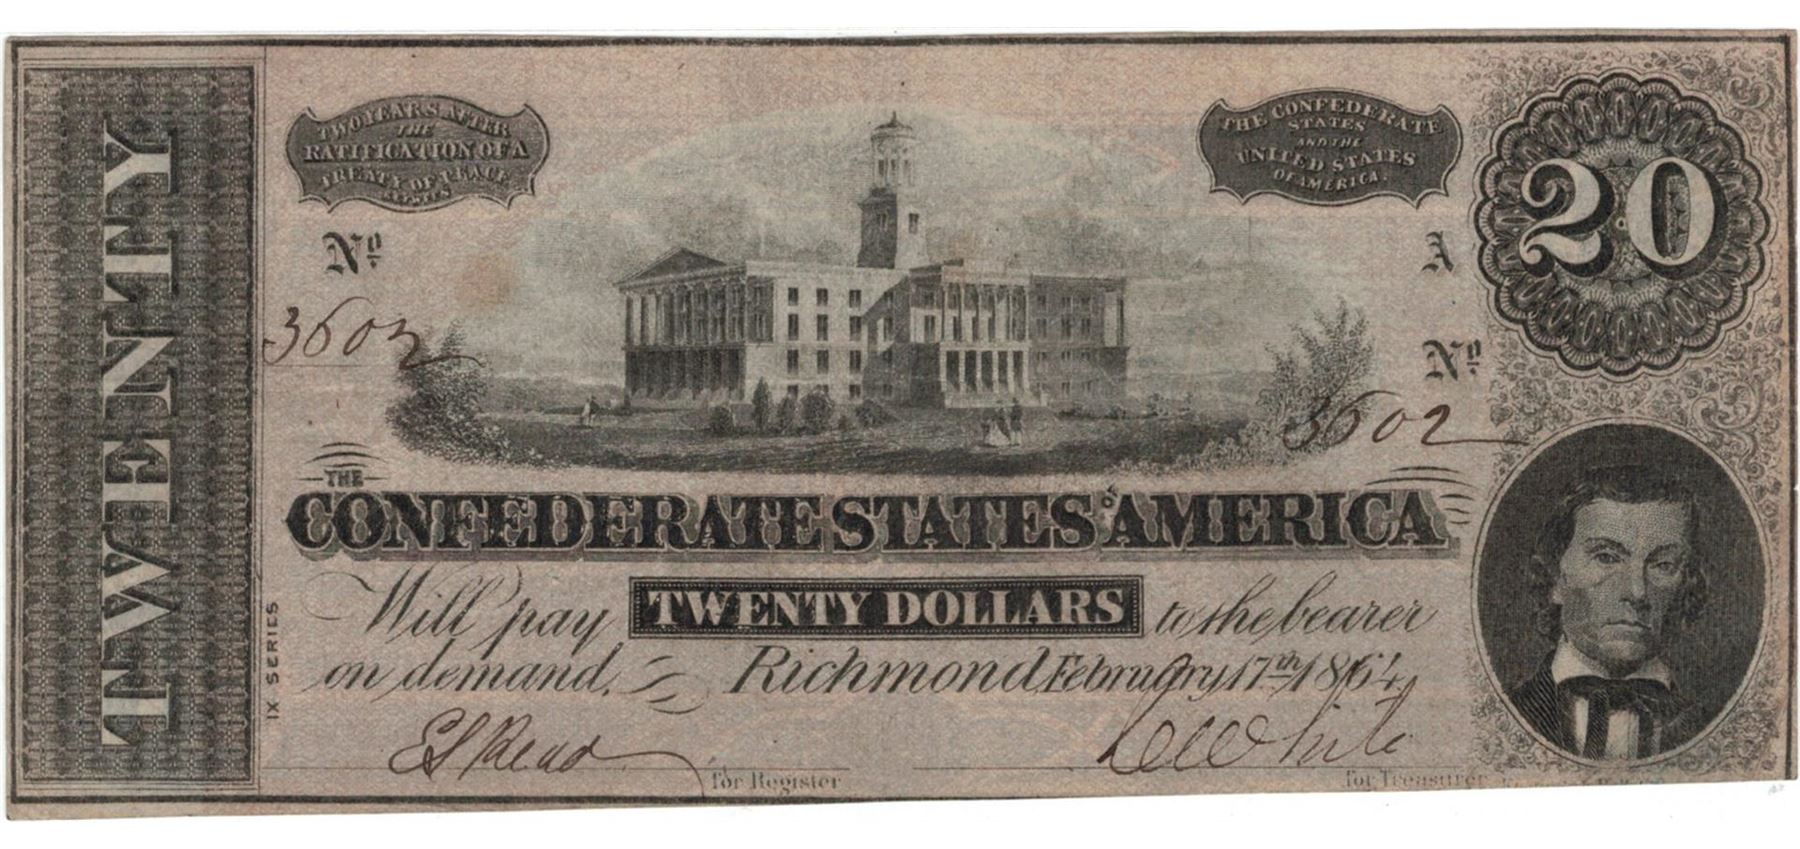 TWENTY
TWO YEARS AFTER
THE
RATIFICATION OF A
TREATY OF PEACE
BETWEEN
THE CONFEDERATE
STATES
AND THE
UNITED STATES
OF AMERICA.
20
No
A
3602
No
3602
THE
CONFEDERATE STATES OF AMERICA
Will pay TWENTY DOLLARS to the bearer
on demand. Richmond February 17th 1864
IX SERIES
for Register
White
for Treasurer